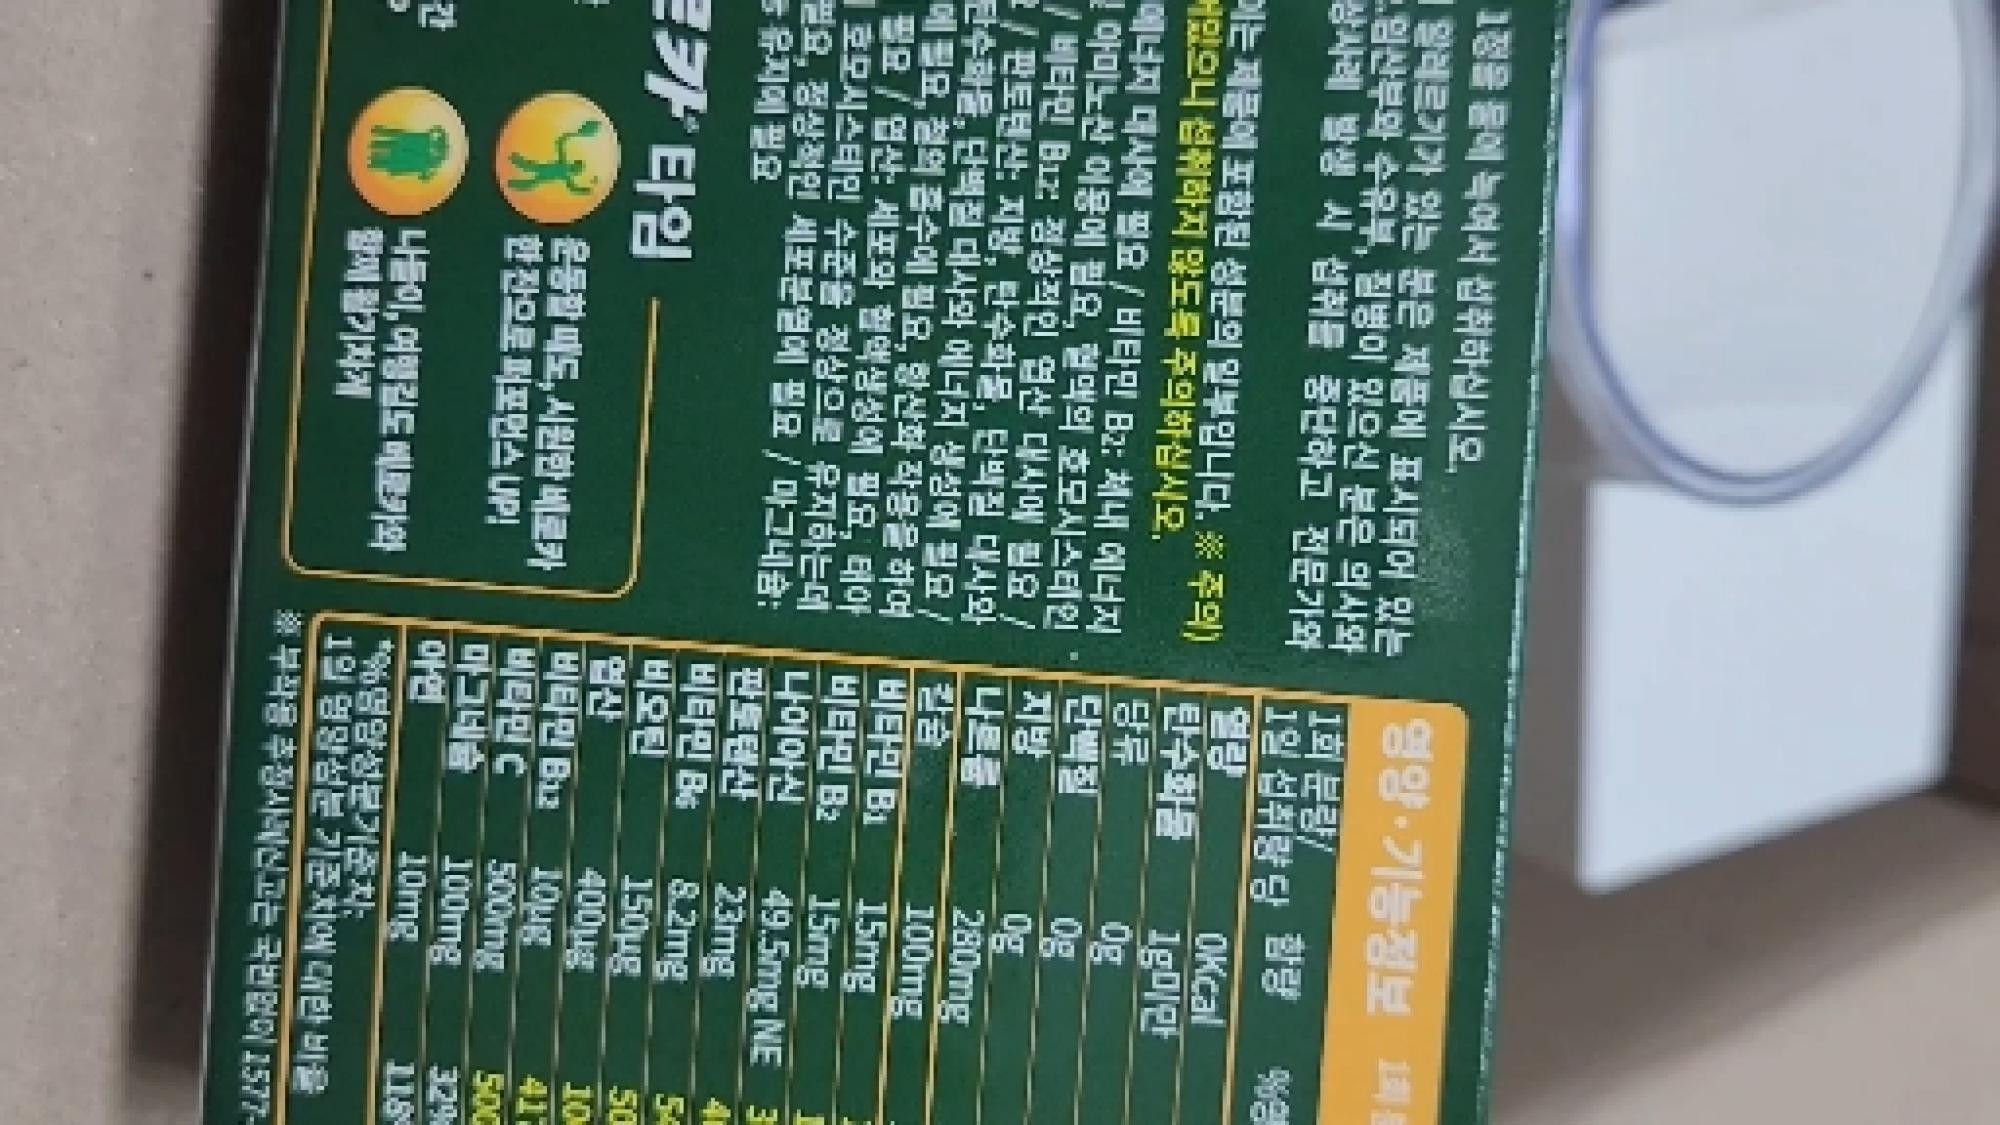 1정을 물에 녹여서 섭취하십시오.
알레르기가 있는 분은 제품에 표시되어 있는
임산부와 수유부, 질병이 있으신 분은 의사와
상사례 발생 시 섭취를 중단하고 전문가와
있는 제품에 포함된 성분의 일부입니다. ※ 주의)
있으니 섭취하지 않도록 주의하십시오.
에너지 대사에 필요 / 비타민 B2: 체내 에너지
아미노산 이용에 필요, 혈액의 호모시스테인
/ 비타민 B12: 정상적인 엽산 대사에 필요 /
/ 판토텐산: 지방, 탄수화물, 단백질 대사와
탄수화물, 단백질 대사와 에너지 생성에 필요 /
에 필요, 철의 흡수에 필요, 항산화 작용을 하여
필요 / 엽산: 세포와 혈액생성에 필요, 태아
호모시스테인 수준을 정상으로 유지하는데
필요, 정상적인 세포분열에 필요 / 마그네슘:
유지에 필요
로카 타임
운동할 때도, 시원한 베로카
한 잔으로 퍼포먼스 UP!
나들이, 여행길도 베로카와
함께 활기차게
영양·기능정보 1회
1회 분량/
1일 섭취량 당 함량 %영
열량 0Kcal
탄수화물 1g미만
당류 0g
단백질 0g
지방 0g
나트륨 280mg
칼슘 100mg
비타민 B1 15mg
비타민 B2 15mg
나이아신 49.5mg NE
판토텐산 23mg
비타민 B6 8.2mg
비오틴 150µg
엽산 400µg
비타민 B12 10µg
비타민 C 500mg
마그네슘 100mg 32%
아연 10mg 118%
*%영양성분기준치:
1일 영양성분 기준치에 대한 비율
※ 부작용 추정사례신고는 국번없이 1577-